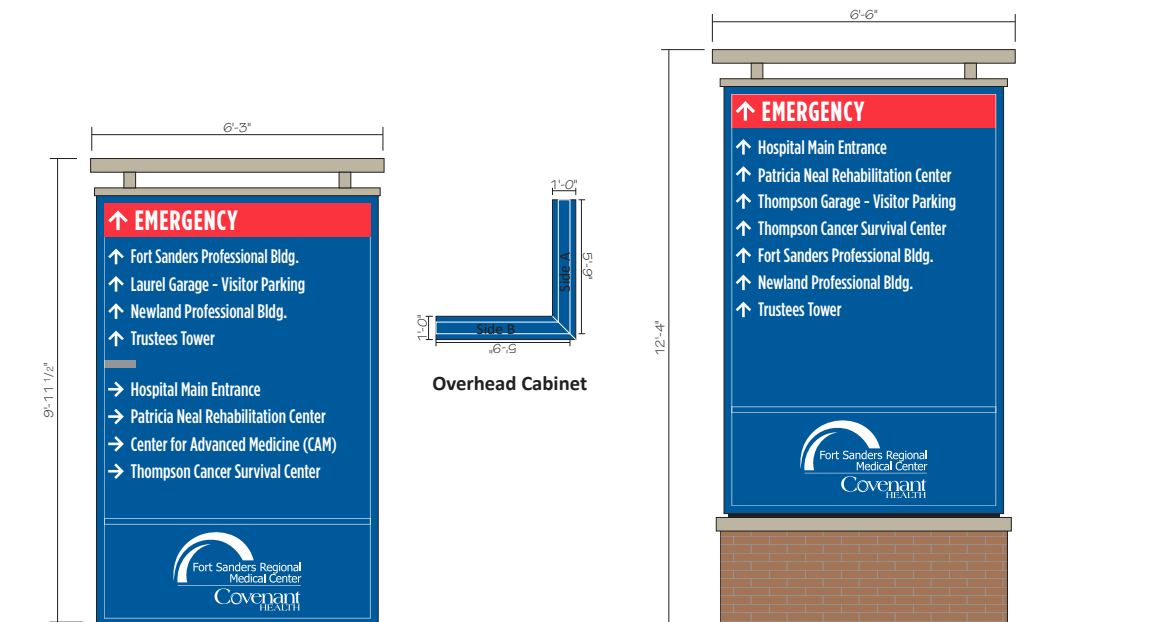 6'-3"
9'-11 1/2"
↑ EMERGENCY
↑ Fort Sanders Professional Bldg.
↑ Laurel Garage - Visitor Parking
↑ Newland Professional Bldg.
↑ Trustees Tower
→ Hospital Main Entrance
→ Patricia Neal Rehabilitation Center
→ Center for Advanced Medicine (CAM)
→ Thompson Cancer Survival Center
Fort Sanders Regional
Medical Center
Covenant
HEALTH
1'-0"
5'-9"
Side A
1'-0"
Side B
5'-9"
Overhead Cabinet
6'-6"
12'-4"
↑ EMERGENCY
↑ Hospital Main Entrance
↑ Patricia Neal Rehabilitation Center
↑ Thompson Garage - Visitor Parking
↑ Thompson Cancer Survival Center
↑ Fort Sanders Professional Bldg.
↑ Newland Professional Bldg.
↑ Trustees Tower
Fort Sanders Regional
Medical Center
Covenant
HEALTH